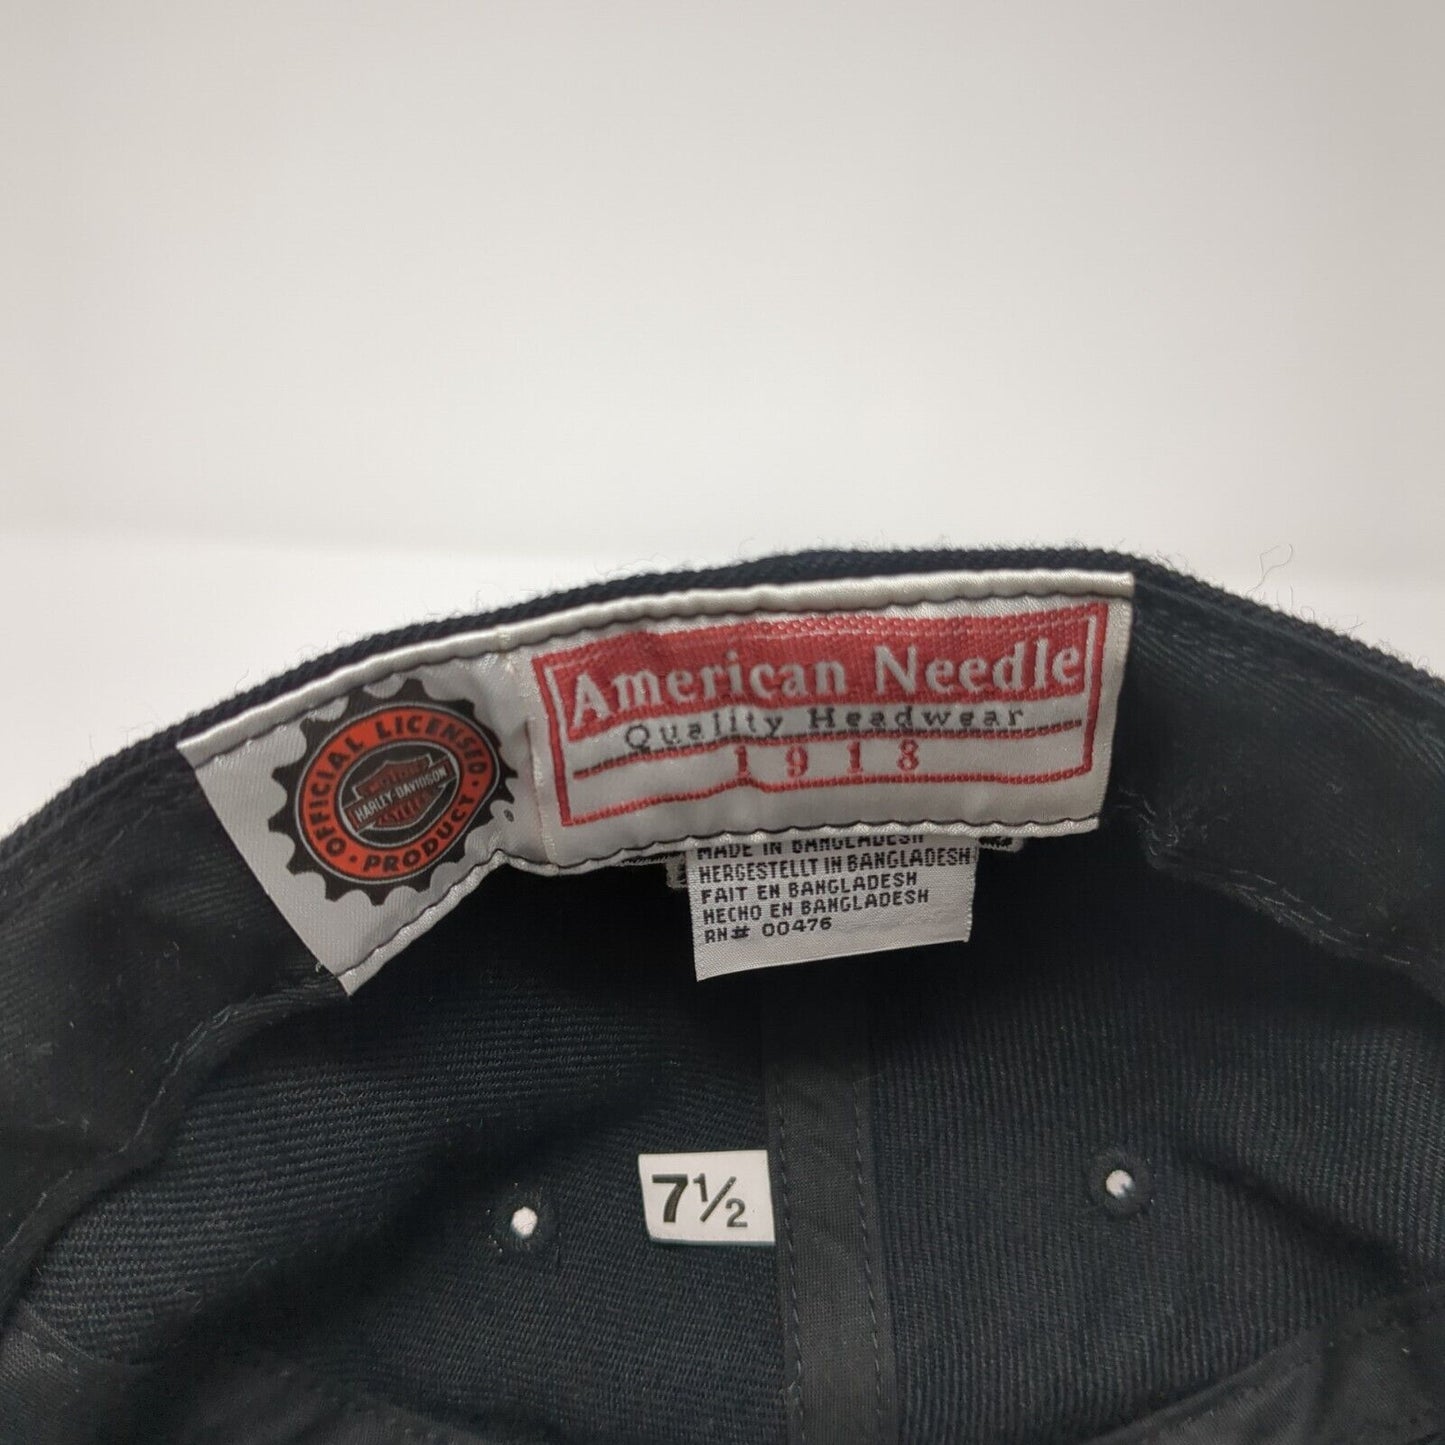 OFFICIAL LICENSED
HARLEY-DAVIDSON
PRODUCT
American Needle
Quality Headwear
1918
MADE IN BANGLADESH
HERGESTELLT IN BANGLADESH
FAIT EN BANGLADESH
HECHO EN BANGLADESH
RN# 00476
7½